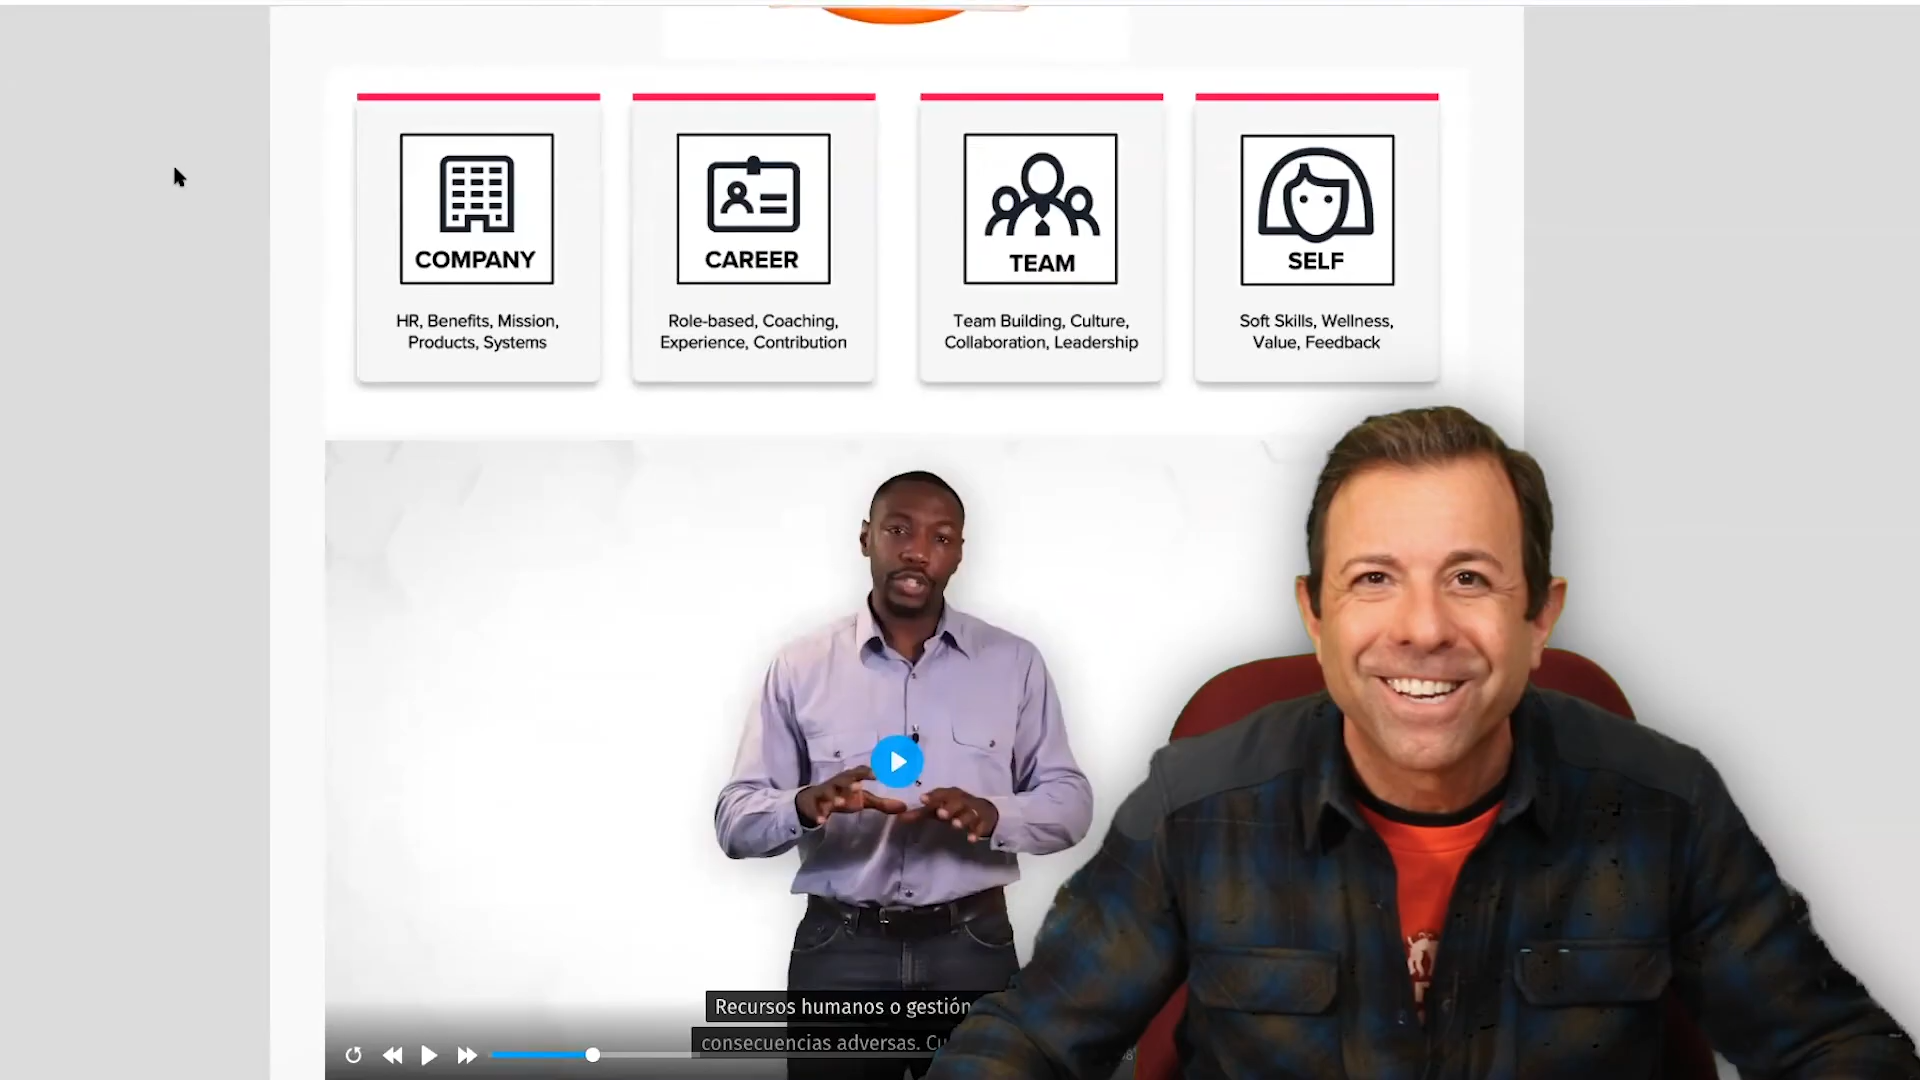 COMPANY
HR, Benefits, Mission,
Products, Systems
CAREER
Role-based, Coaching,
Experience, Contribution
TEAM
Team Building, Culture,
Collaboration, Leadership
SELF
Soft Skills, Wellness,
Value, Feedback
Recursos humanos o gestión
consecuencias adversas.